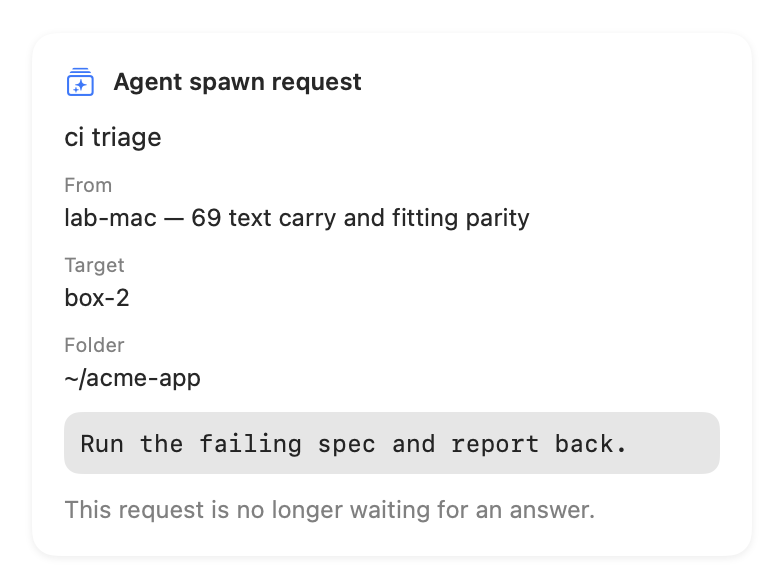 Agent spawn request
ci triage
From
lab-mac — 69 text carry and fitting parity
Target
box-2
Folder
~/acme-app
Run the failing spec and report back.
This request is no longer waiting for an answer.